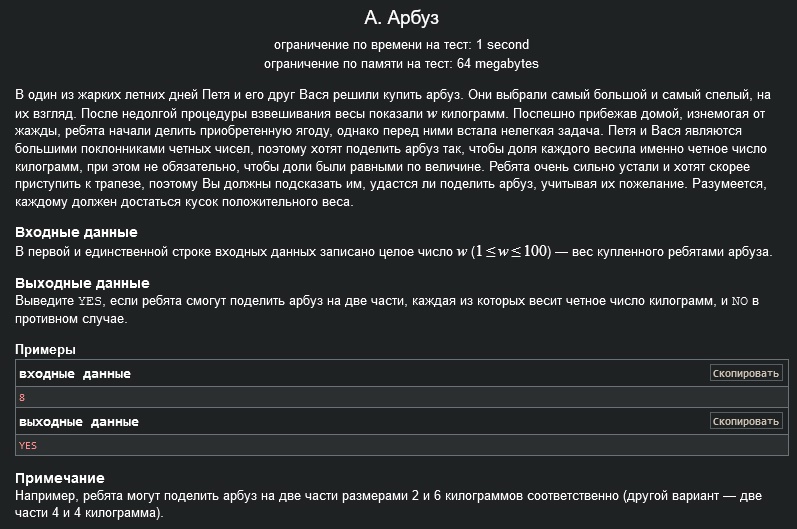 А. Арбуз
ограничение по времени на тест: 1 second
ограничение по памяти на тест: 64 megabytes
В один из жарких летних дней Петя и его друг Вася решили купить арбуз. Они выбрали самый большой и самый спелый, на
их взгляд. После недолгой процедуры взвешивания весы показали w килограмм. Поспешно прибежав домой, изнемогая от
жажды, ребята начали делить приобретенную ягоду, однако перед ними встала нелегкая задача. Петя и Вася являются
большими поклонниками четных чисел, поэтому хотят поделить арбуз так, чтобы доля каждого весила именно четное число
килограмм, при этом не обязательно, чтобы доли были равными по величине. Ребята очень сильно устали и хотят скорее
приступить к трапезе, поэтому Вы должны подсказать им, удастся ли поделить арбуз, учитывая их пожелание. Разумеется,
каждому должен достаться кусок положительного веса.
Входные данные
В первой и единственной строке входных данных записано целое число w (1 ≤ w ≤ 100) — вес купленного ребятами арбуза.
Выходные данные
Выведите YES, если ребята смогут поделить арбуз на две части, каждая из которых весит четное число килограмм, и NO в
противном случае.
Примеры
входные данные Скопировать
8
выходные данные Скопировать
YES
Примечание
Например, ребята могут поделить арбуз на две части размерами 2 и 6 килограммов соответственно (другой вариант — две
части 4 и 4 килограмма).